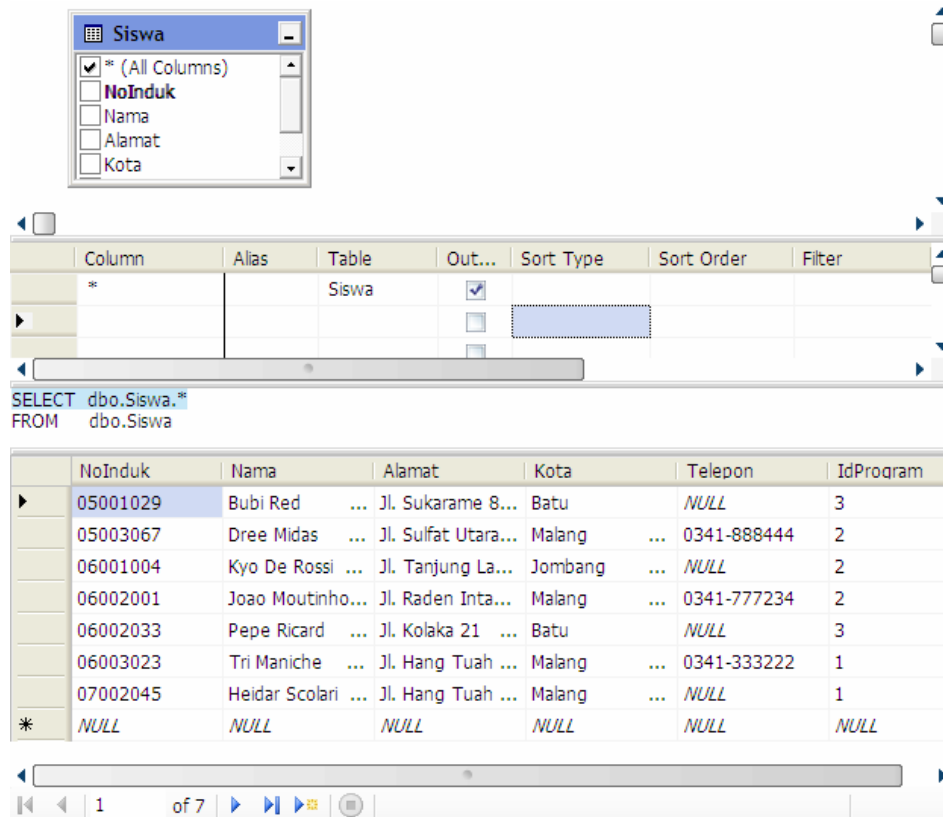 Siswa
* (All Columns)
NoInduk
Nama
Alamat
Kota
Column Alias Table Out... Sort Type Sort Order Filter
* Siswa
SELECT dbo.Siswa.*
FROM dbo.Siswa
NoInduk Nama Alamat Kota Telepon IdProgram
05001029 Bubi Red ... Jl. Sukarame 8... Batu NULL 3
05003067 Dree Midas ... Jl. Sulfat Utara... Malang ... 0341-888444 2
06001004 Kyo De Rossi ... Jl. Tanjung La... Jombang ... NULL 2
06002001 Joao Moutinho... Jl. Raden Inta... Malang ... 0341-777234 2
06002033 Pepe Ricard ... Jl. Kolaka 21 ... Batu NULL 3
06003023 Tri Maniche ... Jl. Hang Tuah ... Malang ... 0341-333222 1
07002045 Heidar Scolari ... Jl. Hang Tuah ... Malang ... NULL 1
NULL NULL NULL NULL NULL NULL
1 of 7